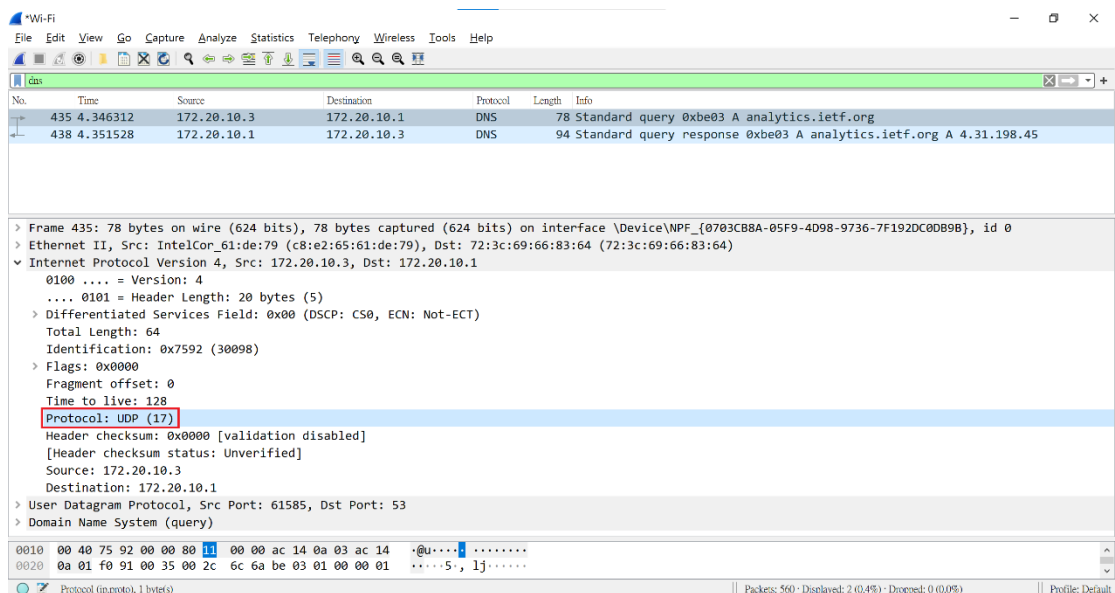 *Wi-Fi
File Edit View Go Capture Analyze Statistics Telephony Wireless Tools Help
dns
No. Time Source Destination Protocol Length Info
435 4.346312 172.20.10.3 172.20.10.1 DNS 78 Standard query 0xbe03 A analytics.ietf.org
438 4.351528 172.20.10.1 172.20.10.3 DNS 94 Standard query response 0xbe03 A analytics.ietf.org A 4.31.198.45
> Frame 435: 78 bytes on wire (624 bits), 78 bytes captured (624 bits) on interface \Device\NPF_{0703CB8A-05F9-4D98-9736-7F192DC0DB9B}, id 0
> Ethernet II, Src: IntelCor_61:de:79 (c8:e2:65:61:de:79), Dst: 72:3c:69:66:83:64 (72:3c:69:66:83:64)
Internet Protocol Version 4, Src: 172.20.10.3, Dst: 172.20.10.1
0100 .... = Version: 4
.... 0101 = Header Length: 20 bytes (5)
> Differentiated Services Field: 0x00 (DSCP: CS0, ECN: Not-ECT)
Total Length: 64
Identification: 0x7592 (30098)
> Flags: 0x0000
Fragment offset: 0
Time to live: 128
Protocol: UDP (17)
Header checksum: 0x0000 [validation disabled]
[Header checksum status: Unverified]
Source: 172.20.10.3
Destination: 172.20.10.1
> User Datagram Protocol, Src Port: 61585, Dst Port: 53
> Domain Name System (query)
0010 00 40 75 92 00 00 80 11 00 00 ac 14 0a 03 ac 14 ·@u····· ········
0020 0a 01 f0 91 00 35 00 2c 6c 6a be 03 01 00 00 01 ·····5·, lj······
Protocol (ip.proto), 1 byte(s) Packets: 560 · Displayed: 2 (0.4%) · Dropped: 0 (0.0%) Profile: Default